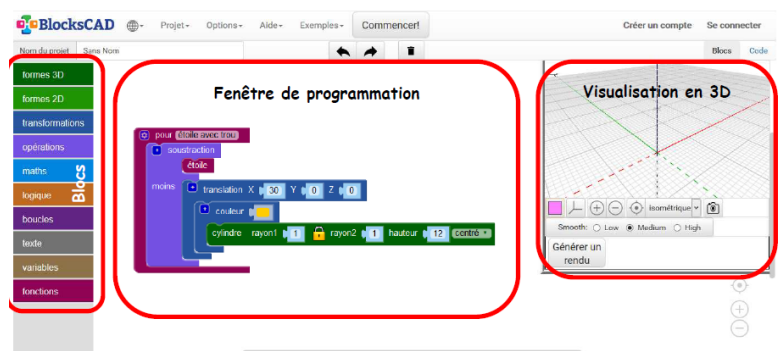 BlocksCAD Projet Options Aide Exemples Commencer! Créer un compte Se connecter
Nom du projet Sans Nom Blocs Code
formes 3D
formes 2D
transformations
opérations
maths
logique
boucles
texte
variables
fonctions
Blocs
Fenêtre de programmation
pour étoile avec trou
soustraction
étoile
moins translation X 30 Y 0 Z 0
couleur
cylindre rayon1 1 rayon2 1 hauteur 12 centré
Visualisation en 3D
isométrique
Smooth: Low Medium High
Générer un
rendu